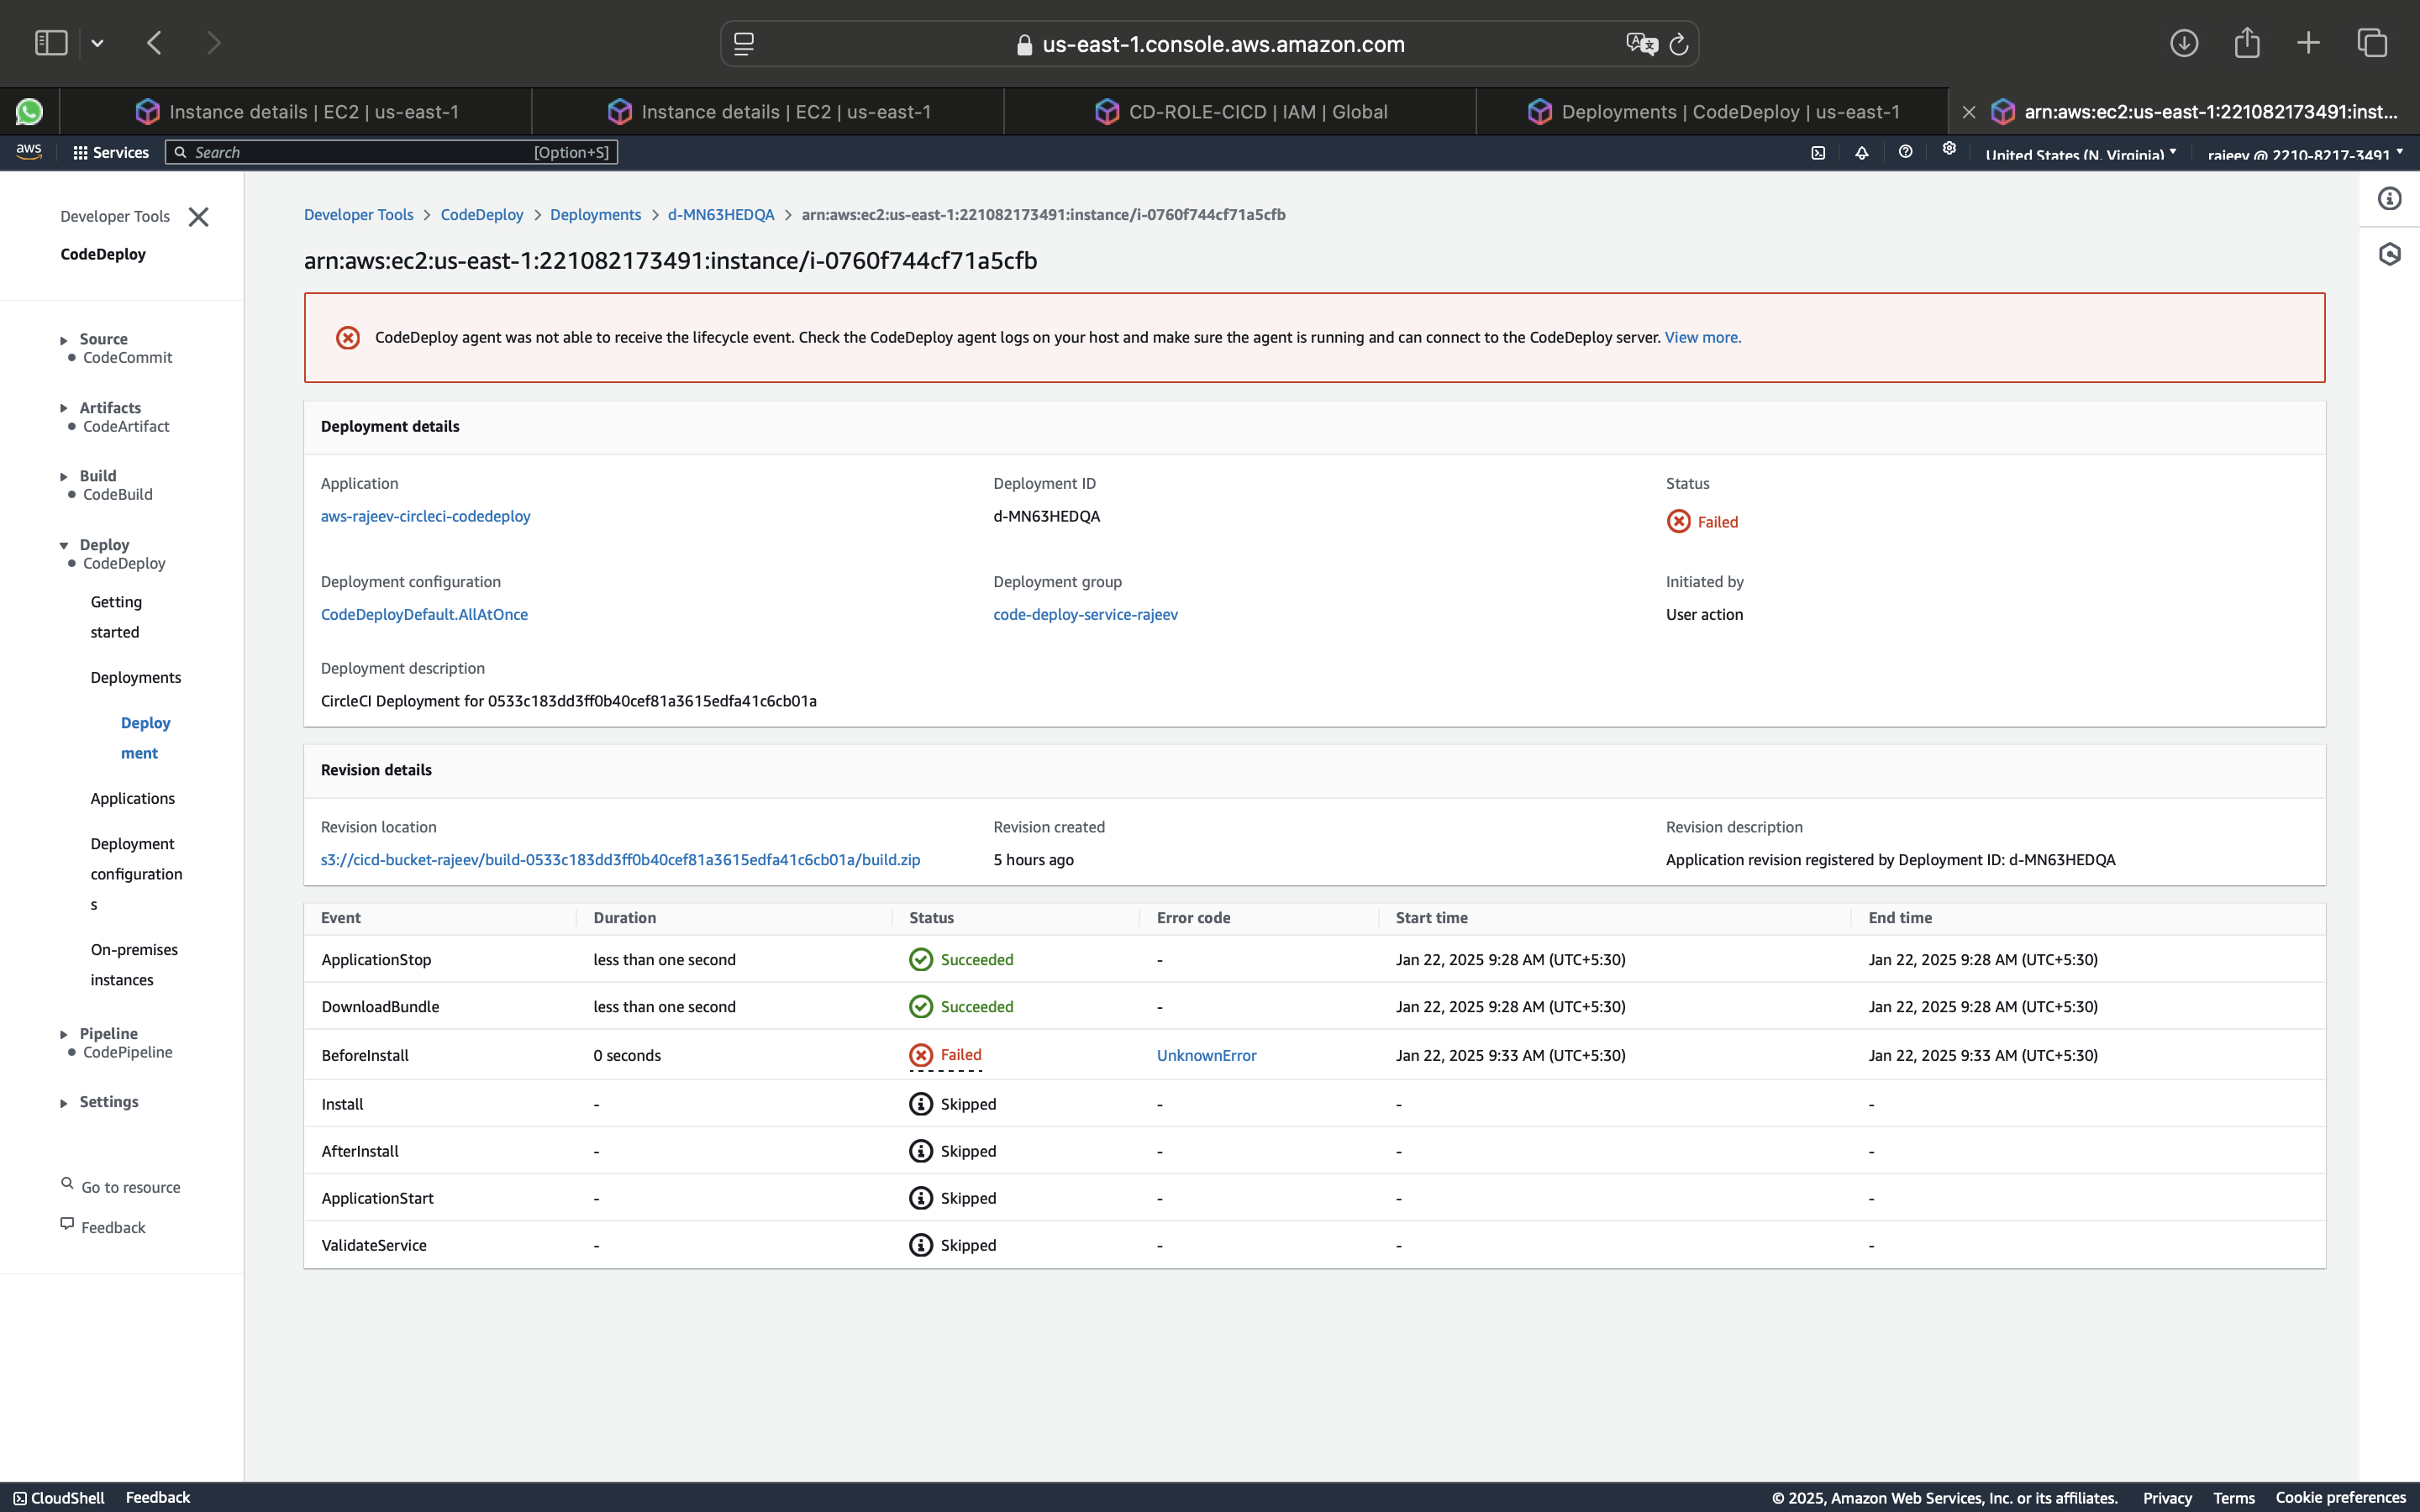 us-east-1.console.aws.amazon.com
Instance details | EC2 | us-east-1
Instance details | EC2 | us-east-1
CD-ROLE-CICD | IAM | Global
Deployments | CodeDeploy | us-east-1
arn:aws:ec2:us-east-1:221082173491:inst...
aws
Services
Search
[Option+S]
United States (N. Virginia)
rajeev @ 2210-8217-3491
Developer Tools
CodeDeploy
Source
CodeCommit
Artifacts
CodeArtifact
Build
CodeBuild
Deploy
CodeDeploy
Getting
started
Deployments
Deploy
ment
Applications
Deployment
configuration
s
On-premises
instances
Pipeline
CodePipeline
Settings
Go to resource
Feedback
Developer Tools > CodeDeploy > Deployments > d-MN63HEDQA > arn:aws:ec2:us-east-1:221082173491:instance/i-0760f744cf71a5cfb
arn:aws:ec2:us-east-1:221082173491:instance/i-0760f744cf71a5cfb
CodeDeploy agent was not able to receive the lifecycle event. Check the CodeDeploy agent logs on your host and make sure the agent is running and can connect to the CodeDeploy server. View more.
Deployment details
Application
aws-rajeev-circleci-codedeploy
Deployment ID
d-MN63HEDQA
Status
Failed
Deployment configuration
CodeDeployDefault.AllAtOnce
Deployment group
code-deploy-service-rajeev
Initiated by
User action
Deployment description
CircleCI Deployment for 0533c183dd3ff0b40cef81a3615edfa41c6cb01a
Revision details
Revision location
s3://cicd-bucket-rajeev/build-0533c183dd3ff0b40cef81a3615edfa41c6cb01a/build.zip
Revision created
5 hours ago
Revision description
Application revision registered by Deployment ID: d-MN63HEDQA
Event Duration Status Error code Start time End time
ApplicationStop less than one second Succeeded - Jan 22, 2025 9:28 AM (UTC+5:30) Jan 22, 2025 9:28 AM (UTC+5:30)
DownloadBundle less than one second Succeeded - Jan 22, 2025 9:28 AM (UTC+5:30) Jan 22, 2025 9:28 AM (UTC+5:30)
BeforeInstall 0 seconds Failed UnknownError Jan 22, 2025 9:33 AM (UTC+5:30) Jan 22, 2025 9:33 AM (UTC+5:30)
Install - Skipped - - -
AfterInstall - Skipped - - -
ApplicationStart - Skipped - - -
ValidateService - Skipped - - -
CloudShell
Feedback
© 2025, Amazon Web Services, Inc. or its affiliates.
Privacy
Terms
Cookie preferences